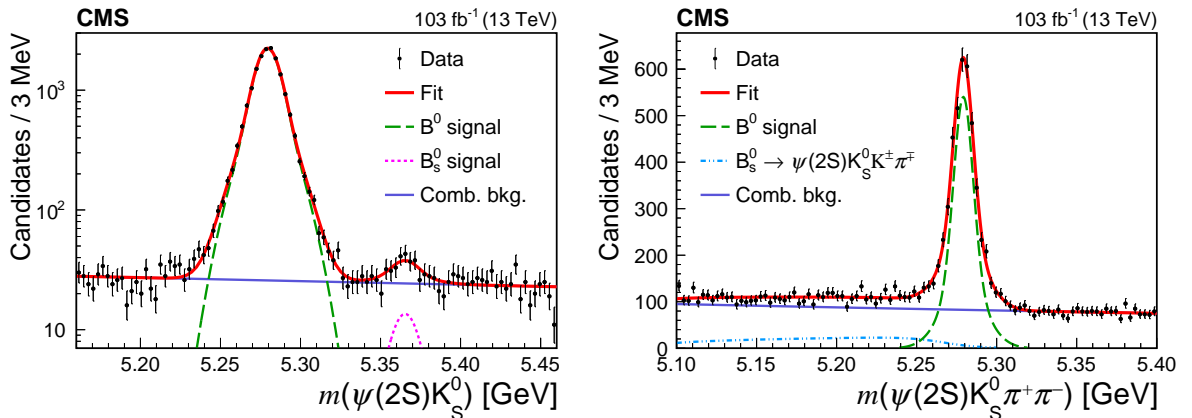 CMS 103 fb⁻¹ (13 TeV)
Candidates / 3 MeV
10³
10²
10
Data
Fit
B⁰ signal
B⁰ₛ signal
Comb. bkg.
5.20 5.25 5.30 5.35 5.40 5.45
m(ψ(2S)K⁰_S) [GeV]
CMS 103 fb⁻¹ (13 TeV)
Candidates / 3 MeV
600
500
400
300
200
100
0
Data
Fit
B⁰ signal
B⁰ₛ → ψ(2S)K⁰_S K^±π^∓
Comb. bkg.
5.10 5.15 5.20 5.25 5.30 5.35 5.40
m(ψ(2S)K⁰_S π⁺π⁻) [GeV]